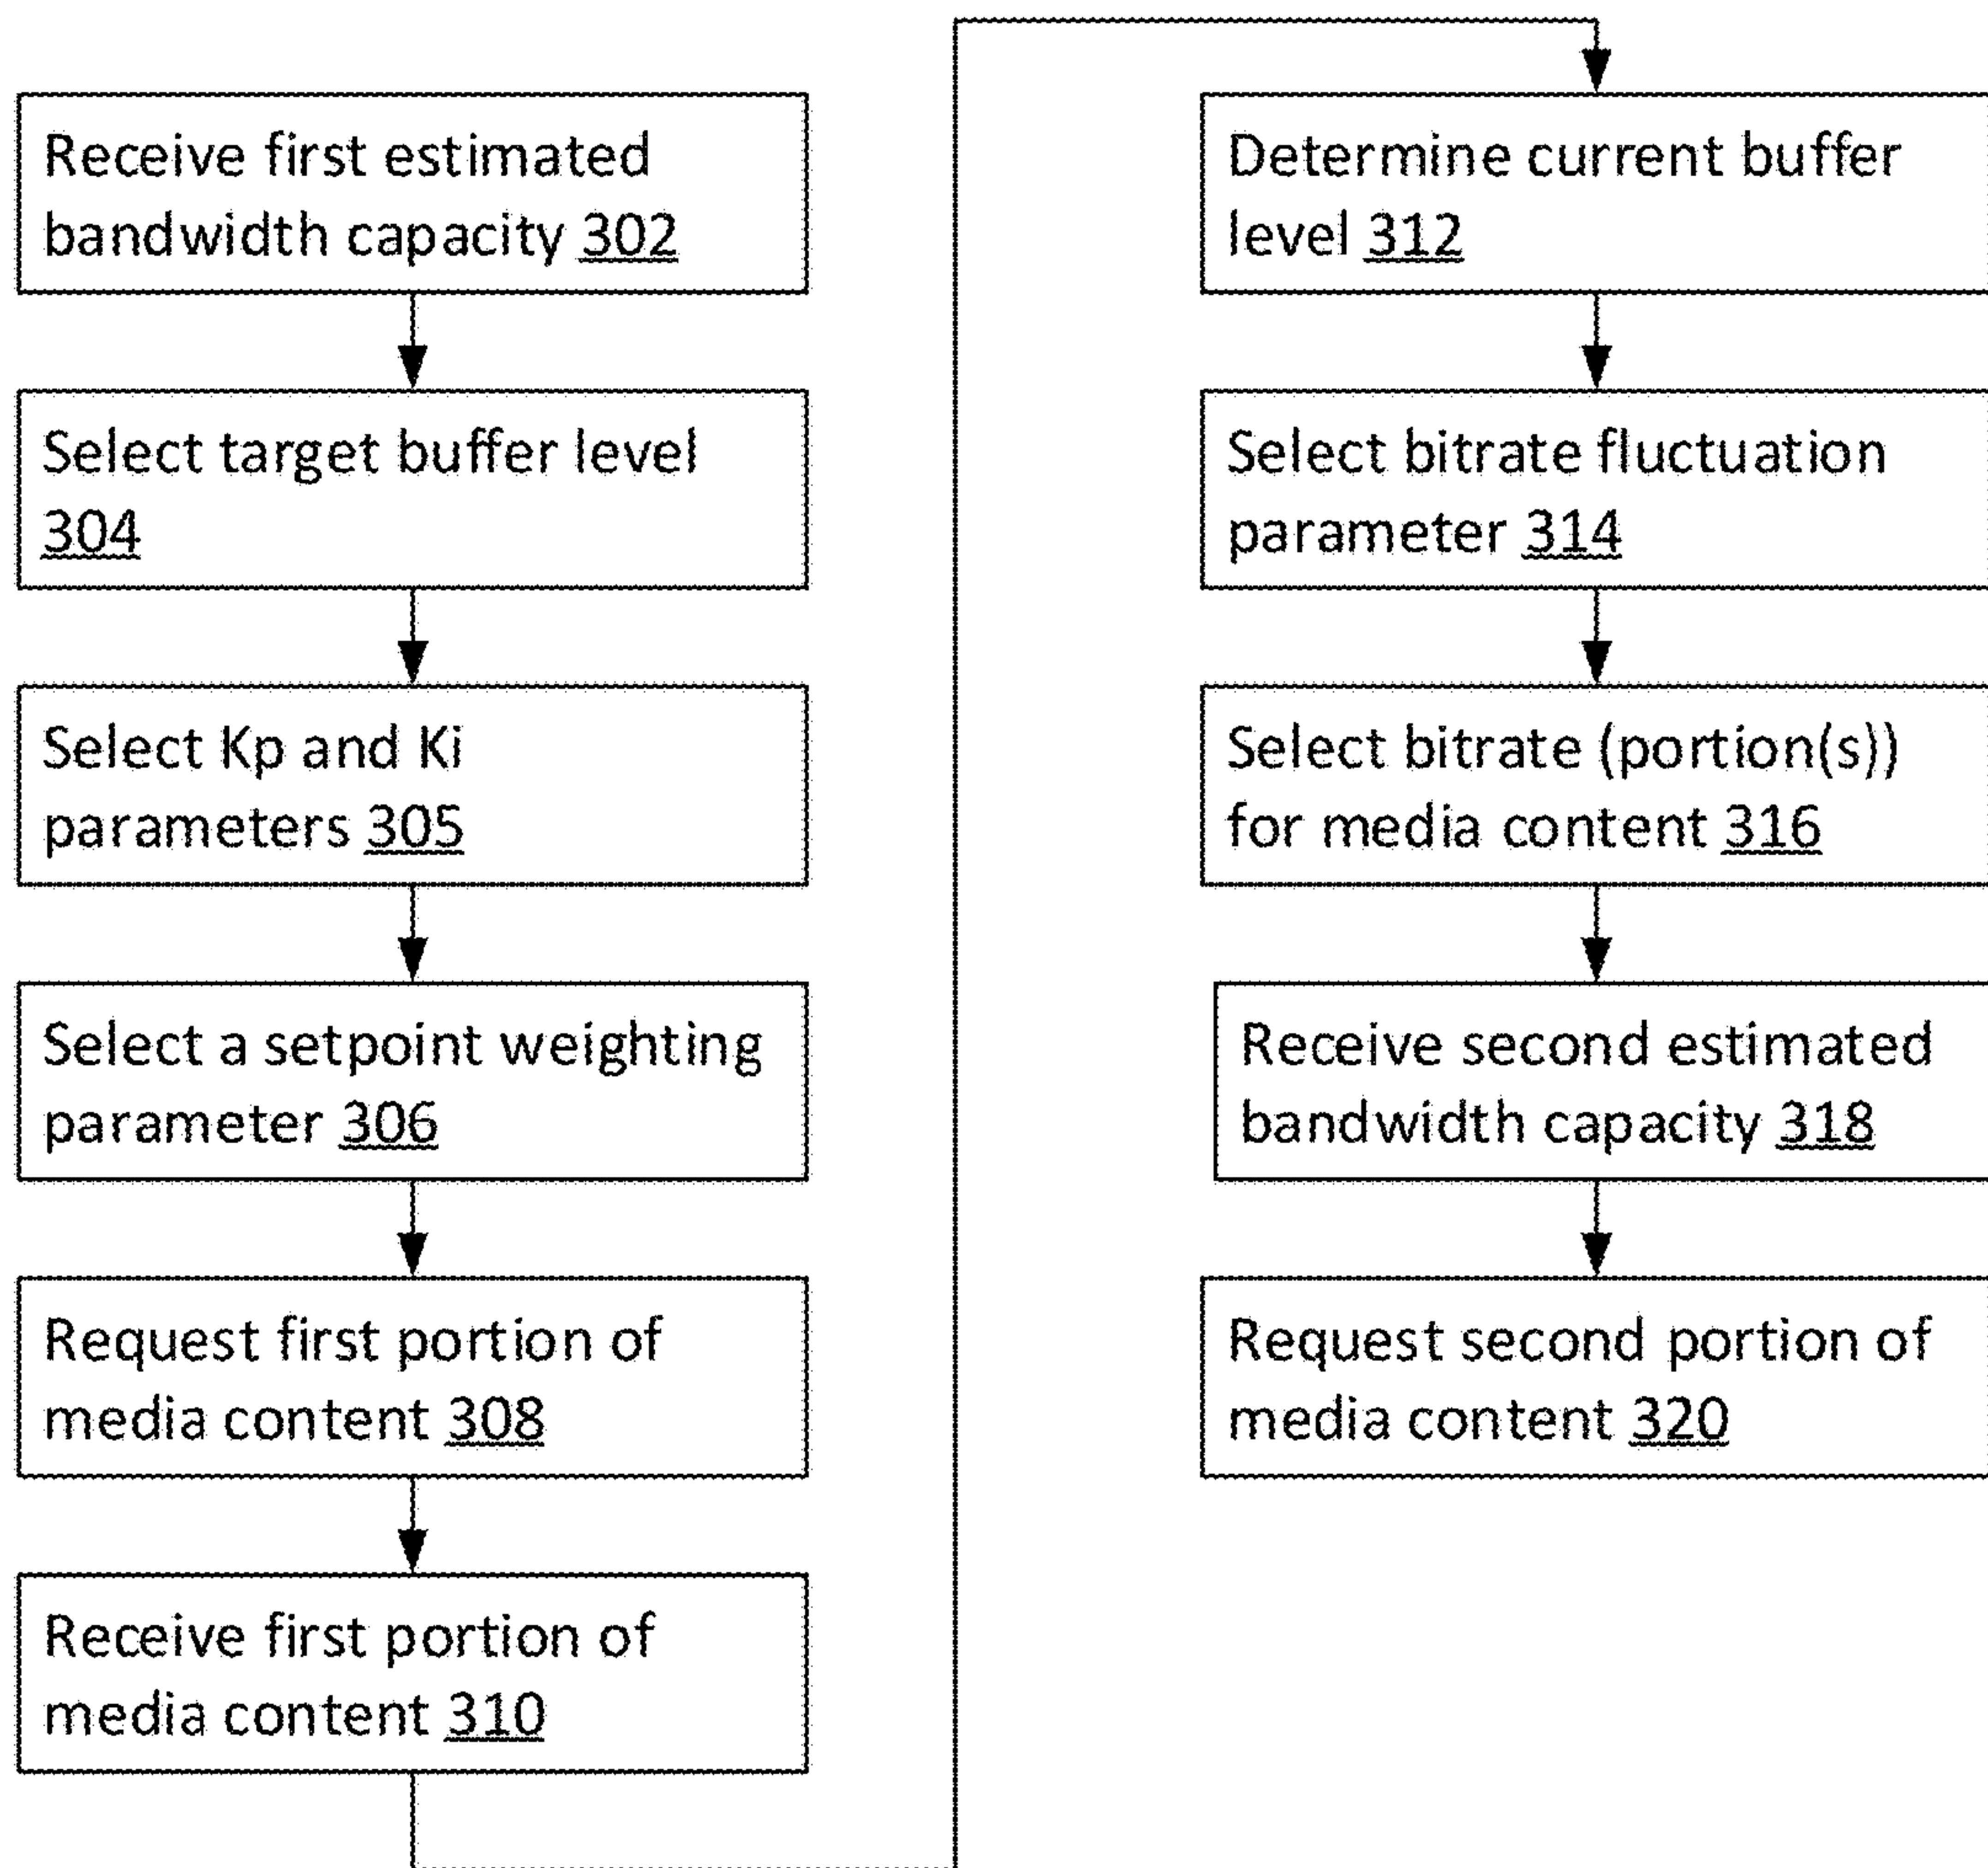 Receive first estimated
bandwidth capacity 302
Select target buffer level
304
Select Kp and Ki
parameters 305
Select a setpoint weighting
parameter 306
Request first portion of
media content 308
Receive first portion of
media content 310
Determine current buffer
level 312
Select bitrate fluctuation
parameter 314
Select bitrate (portion(s))
for media content 316
Receive second estimated
bandwidth capacity 318
Request second portion of
media content 320